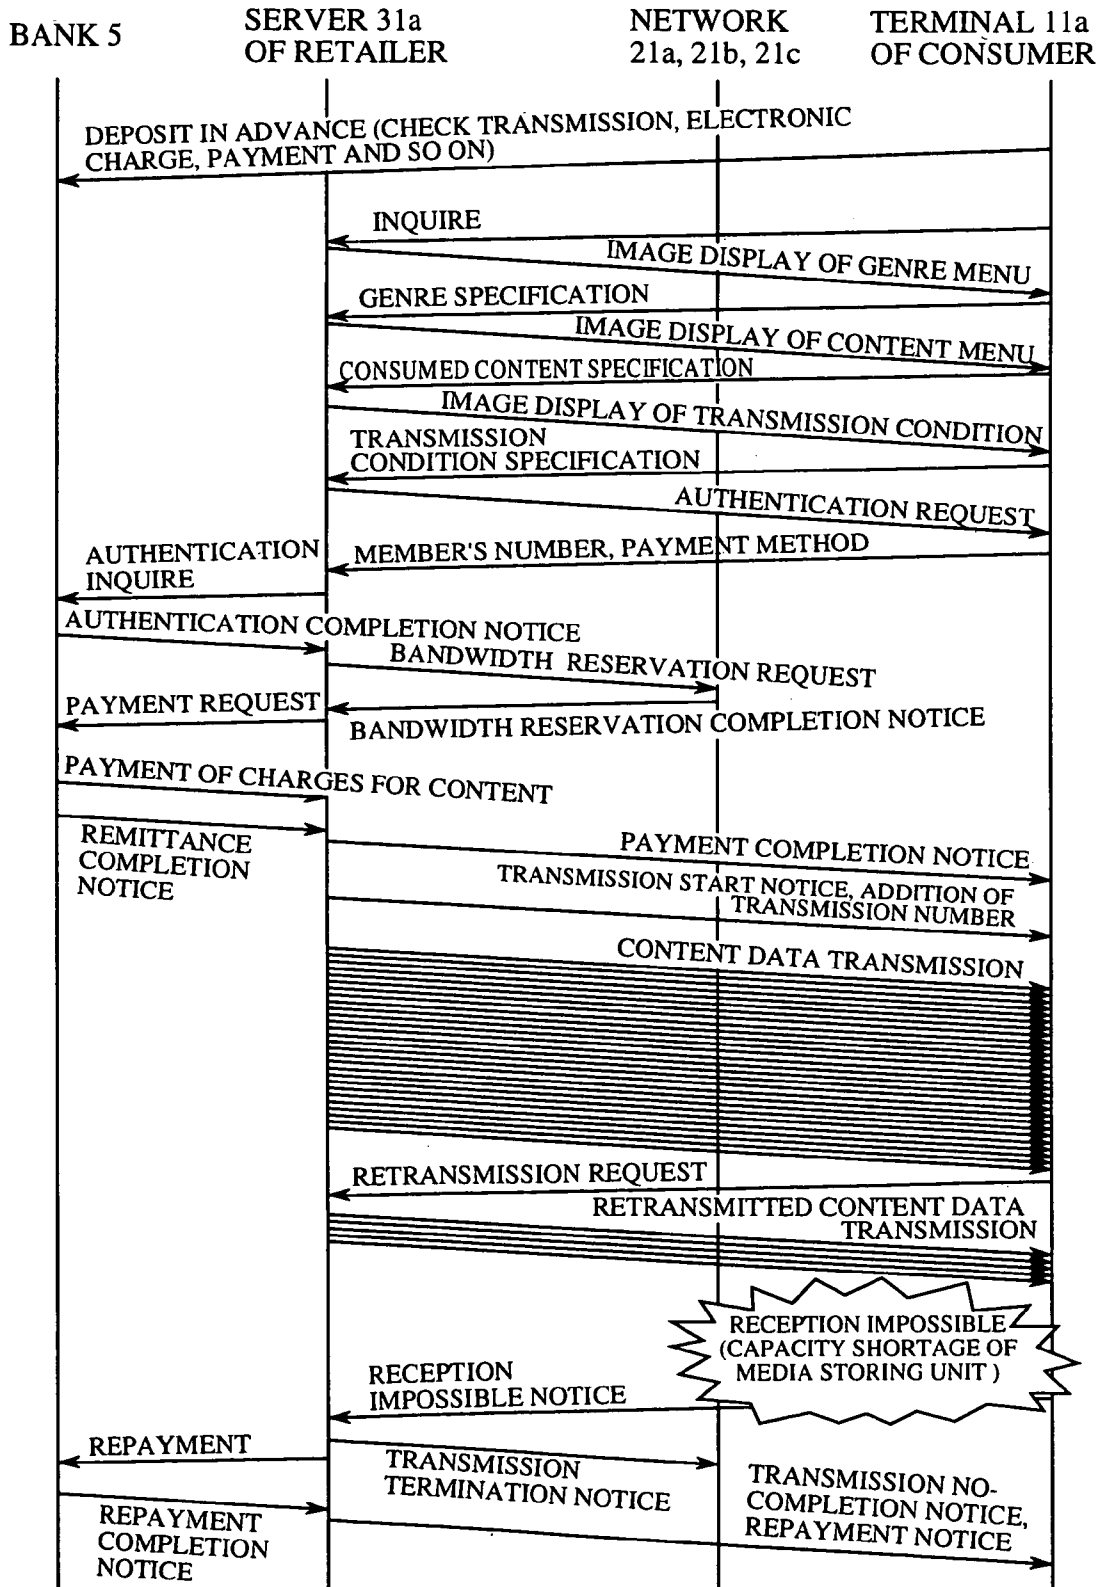 BANK 5
SERVER 31a
OF RETAILER
NETWORK
21a, 21b, 21c
TERMINAL 11a
OF CONSUMER
DEPOSIT IN ADVANCE (CHECK TRANSMISSION, ELECTRONIC
CHARGE, PAYMENT AND SO ON)
INQUIRE
IMAGE DISPLAY OF GENRE MENU
GENRE SPECIFICATION
IMAGE DISPLAY OF CONTENT MENU
CONSUMED CONTENT SPECIFICATION
IMAGE DISPLAY OF TRANSMISSION CONDITION
TRANSMISSION
CONDITION SPECIFICATION
AUTHENTICATION REQUEST
MEMBER'S NUMBER, PAYMENT METHOD
AUTHENTICATION
INQUIRE
AUTHENTICATION COMPLETION NOTICE
BANDWIDTH RESERVATION REQUEST
PAYMENT REQUEST
BANDWIDTH RESERVATION COMPLETION NOTICE
PAYMENT OF CHARGES FOR CONTENT
REMITTANCE
COMPLETION
NOTICE
PAYMENT COMPLETION NOTICE
TRANSMISSION START NOTICE, ADDITION OF
TRANSMISSION NUMBER
CONTENT DATA TRANSMISSION
RETRANSMISSION REQUEST
RETRANSMITTED CONTENT DATA
TRANSMISSION
RECEPTION IMPOSSIBLE
(CAPACITY SHORTAGE OF
MEDIA STORING UNIT )
RECEPTION
IMPOSSIBLE NOTICE
REPAYMENT
TRANSMISSION
TERMINATION NOTICE
TRANSMISSION NO-
COMPLETION NOTICE,
REPAYMENT NOTICE
REPAYMENT
COMPLETION
NOTICE